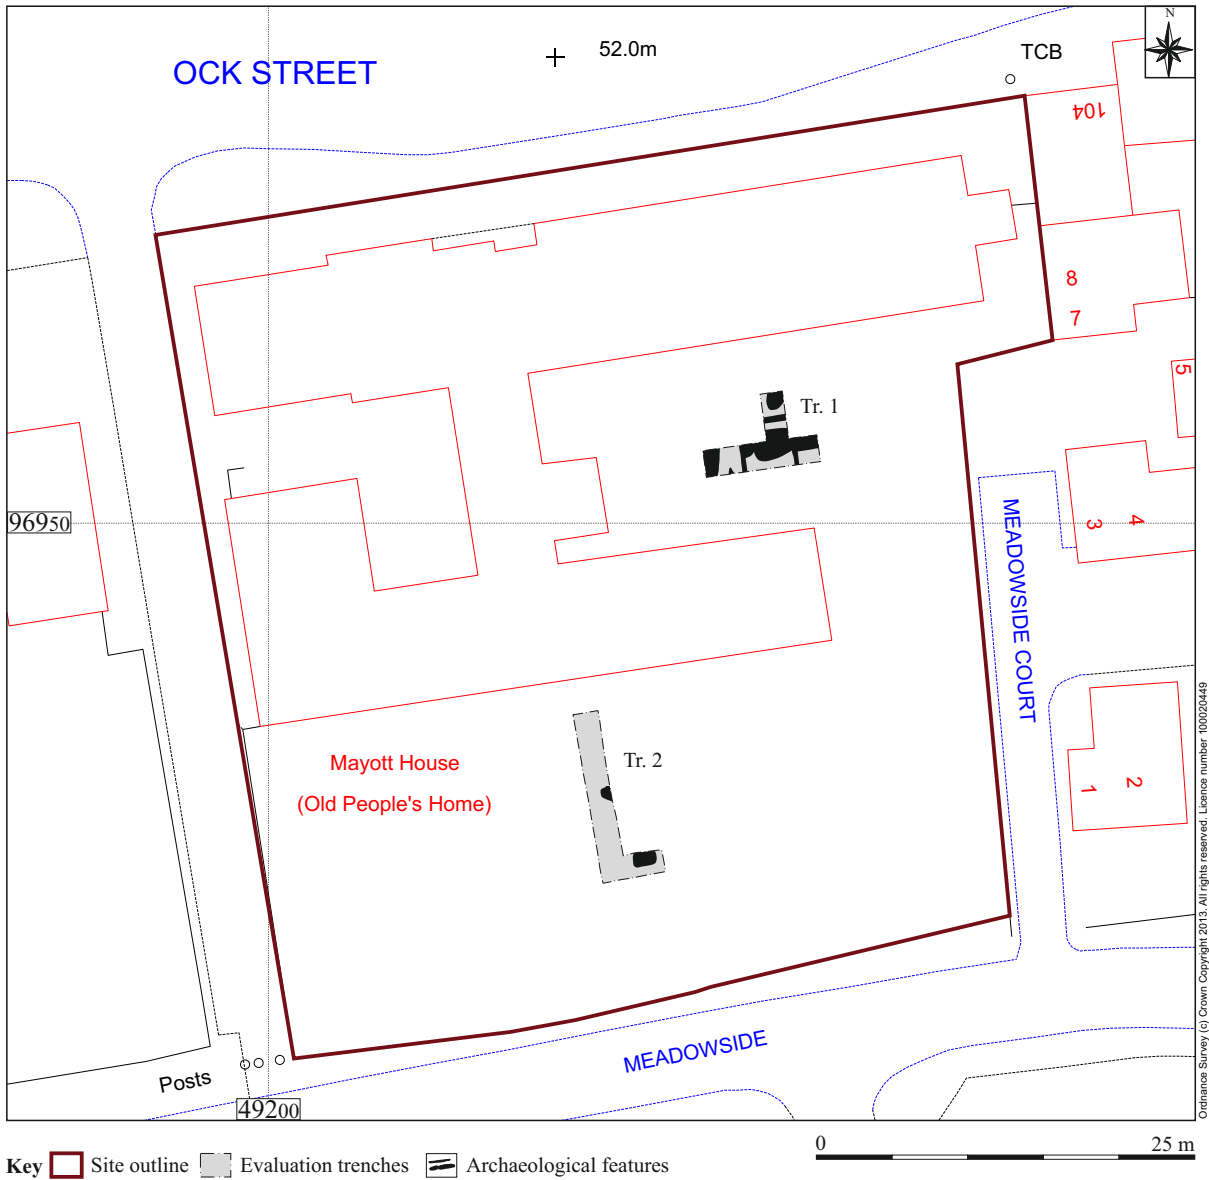 N
OCK STREET
52.0m
TCB
104
8
7
5
Tr. 1
96950
3
4
MEADOWSIDE COURT
Mayott House
(Old People's Home)
Tr. 2
1
2
MEADOWSIDE
Posts
49200
Ordnance Survey (c) Crown Copyright 2013. All rights reserved. Licence number 100020449
0 25 m
Key Site outline Evaluation trenches Archaeological features